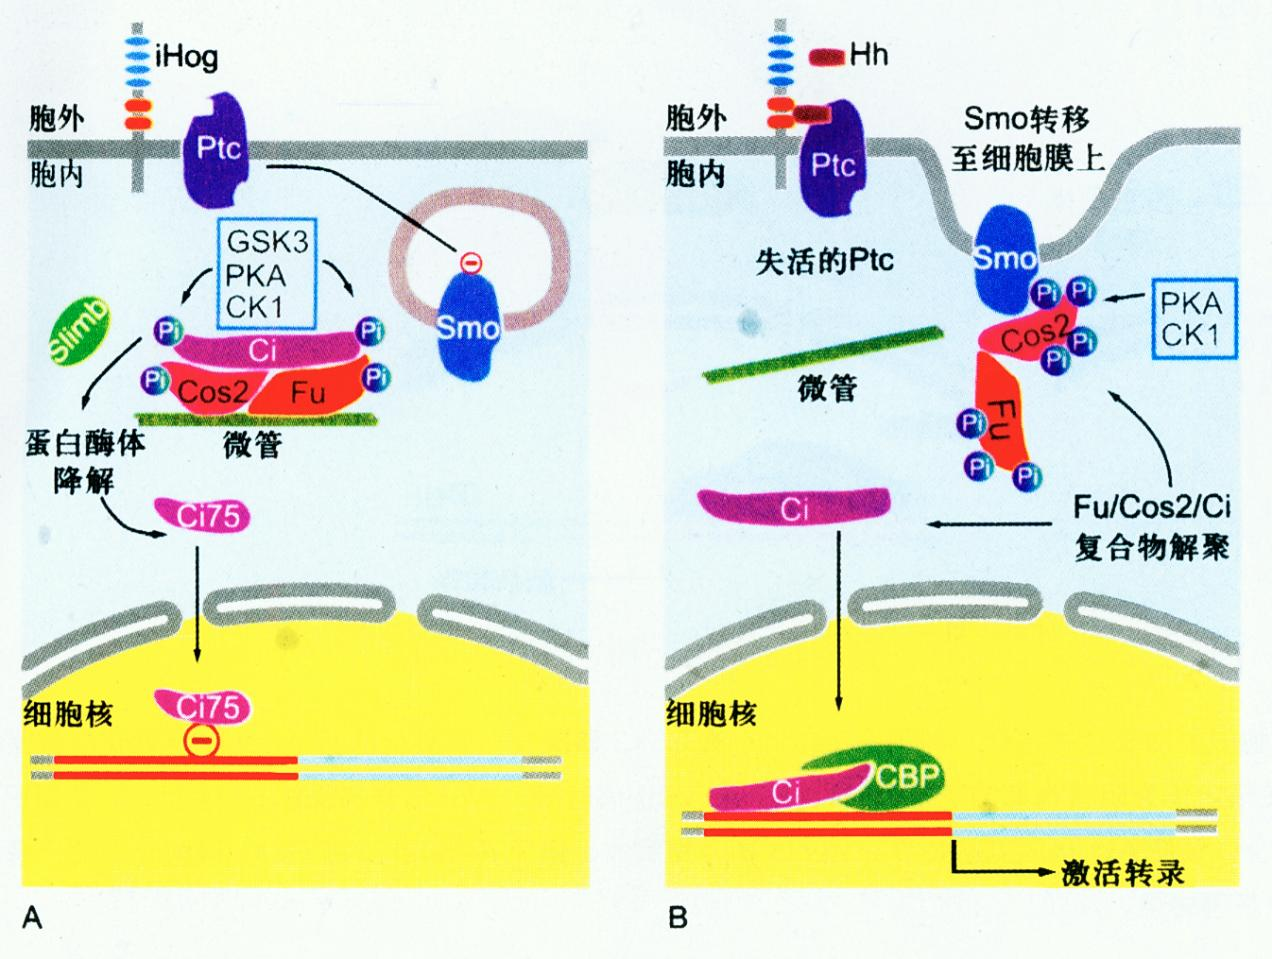 iHog
胞外
Ptc
胞内
GSK3
PKA
CK1
Slimb
Pi
Pi
Ci
Smo
Pi
Cos2
Fu
Pi
蛋白酶体
降解
微管
Ci75
细胞核
Ci75
A
Hh
胞外
Smo转移
至细胞膜上
胞内
Ptc
失活的Ptc
Smo
Pi
Pi
PKA
CK1
Cos2
Pi
Pi
微管
Fu
Pi
Pi
Pi
Ci
Fu/Cos2/Ci
复合物解聚
细胞核
Ci
CBP
激活转录
B